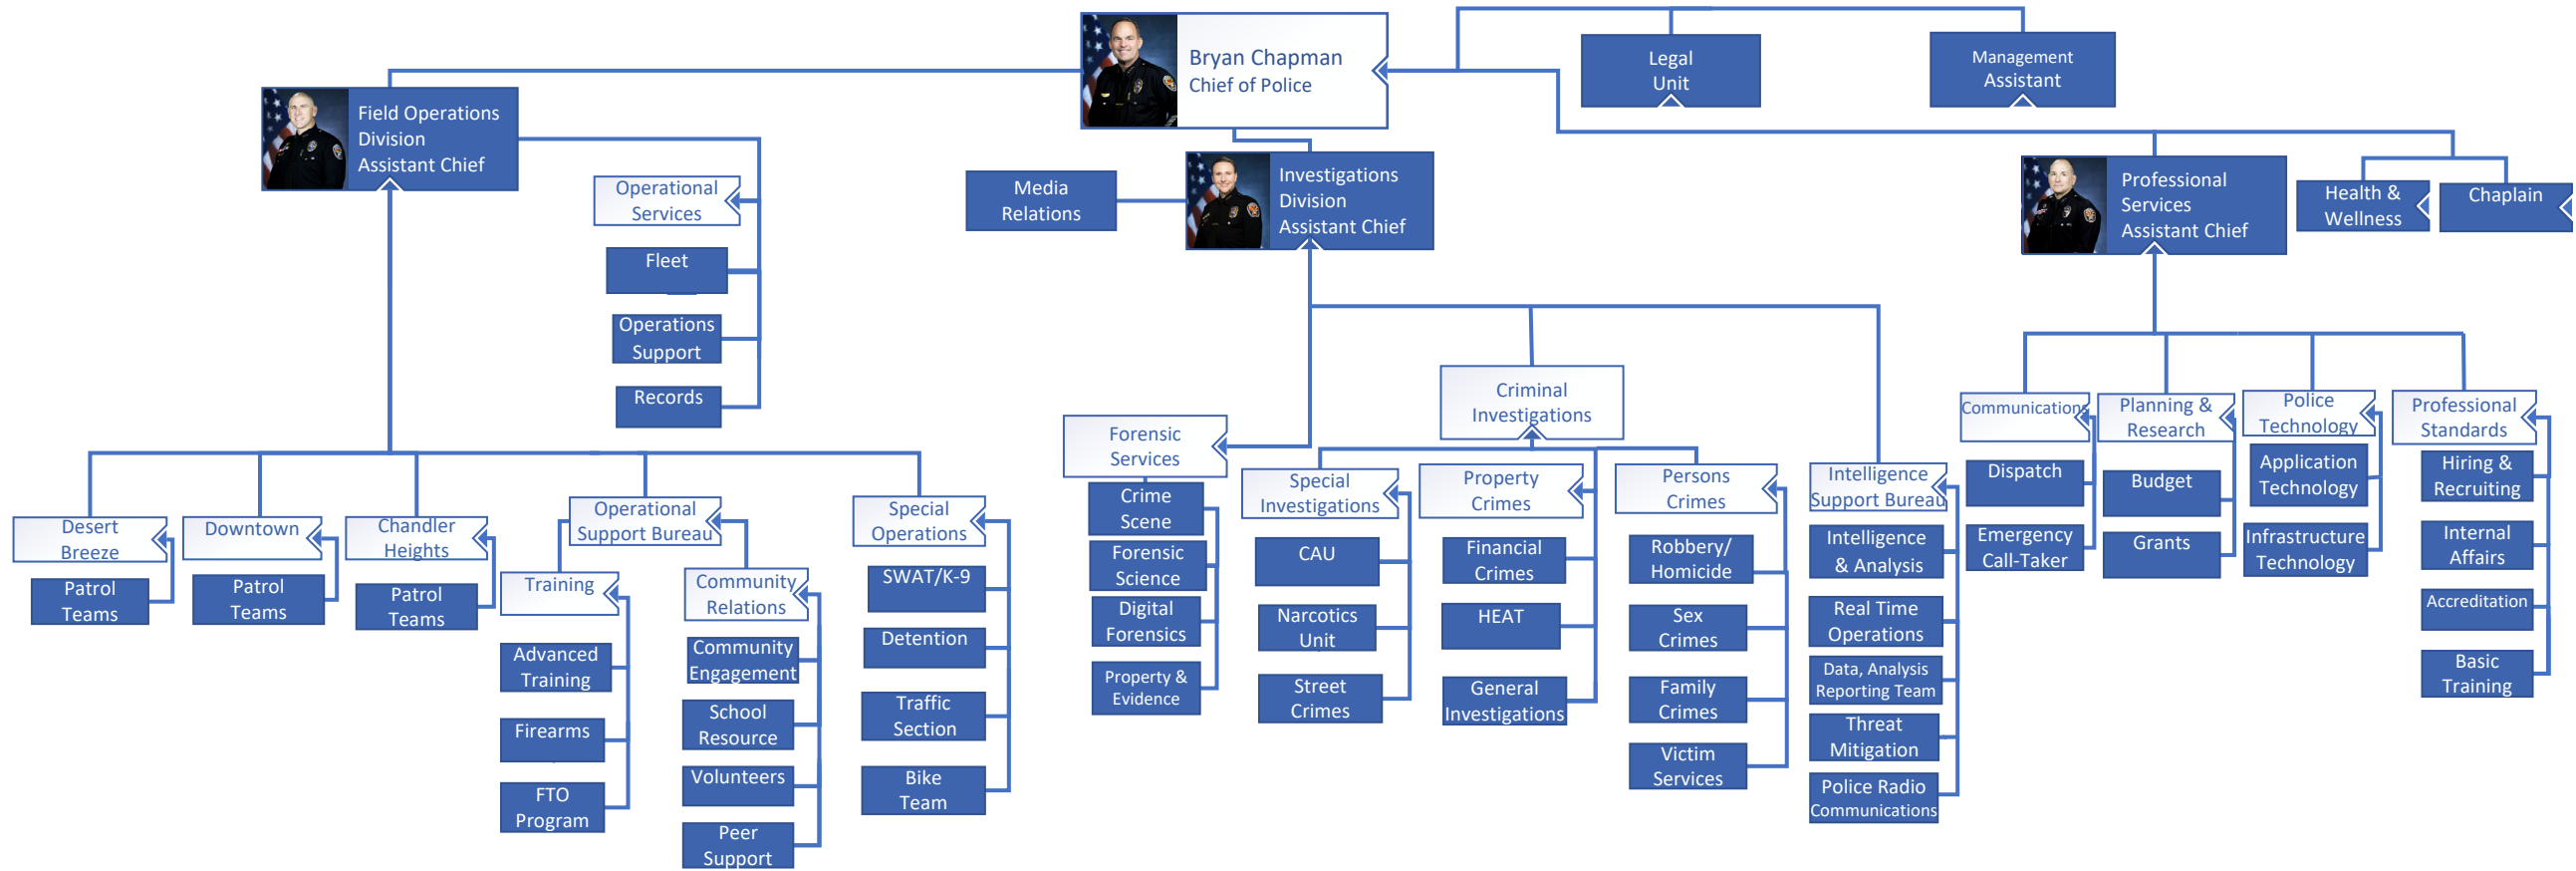 Bryan Chapman
Chief of Police
Legal
Unit
Management
Assistant
Field Operations
Division
Assistant Chief
Operational
Services
Fleet
Operations
Support
Records
Media
Relations
Investigations
Division
Assistant Chief
Professional
Services
Assistant Chief
Health &
Wellness
Chaplain
Desert
Breeze
Patrol
Teams
Downtown
Patrol
Teams
Chandler
Heights
Patrol
Teams
Operational
Support Bureau
Training
Advanced
Training
Firearms
FTO
Program
Community
Relations
Community
Engagement
School
Resource
Volunteers
Peer
Support
Special
Operations
SWAT/K-9
Detention
Traffic
Section
Bike
Team
Forensic
Services
Crime
Scene
Forensic
Science
Digital
Forensics
Property &
Evidence
Criminal
Investigations
Special
Investigations
CAU
Narcotics
Unit
Street
Crimes
Property
Crimes
Financial
Crimes
HEAT
General
Investigations
Persons
Crimes
Robbery/
Homicide
Sex
Crimes
Family
Crimes
Victim
Services
Intelligence
Support Bureau
Intelligence
& Analysis
Real Time
Operations
Data, Analysis
Reporting Team
Threat
Mitigation
Police Radio
Communications
Communications
Dispatch
Emergency
Call-Taker
Planning &
Research
Budget
Grants
Police
Technology
Application
Technology
Infrastructure
Technology
Professional
Standards
Hiring &
Recruiting
Internal
Affairs
Accreditation
Basic
Training